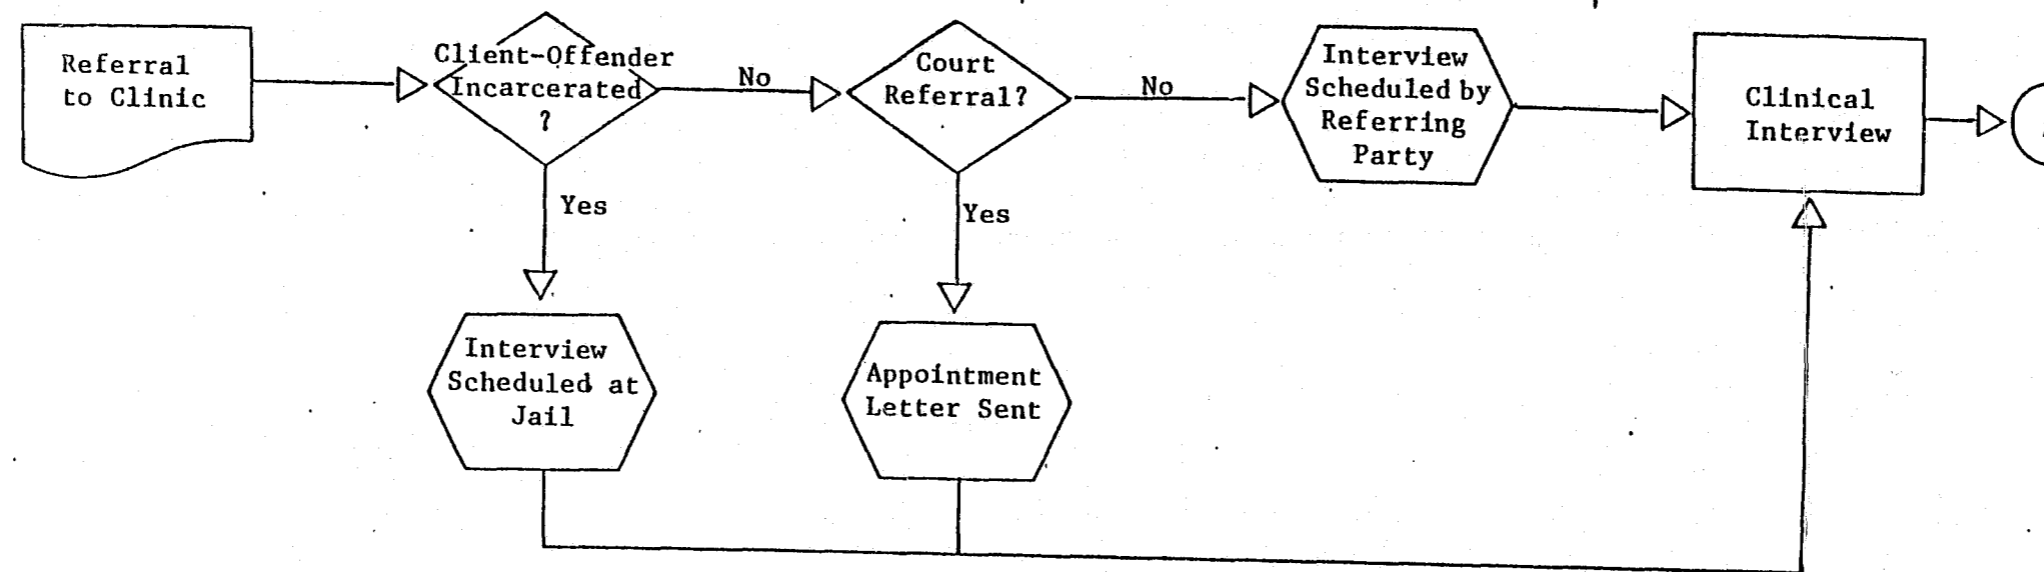 Referral
to Clinic
Client-Offender
Incarcerated
?
No
Yes
Court
Referral?
No
Yes
Interview
Scheduled by
Referring
Party
Clinical
Interview
Interview
Scheduled at
Jail
Appointment
Letter Sent